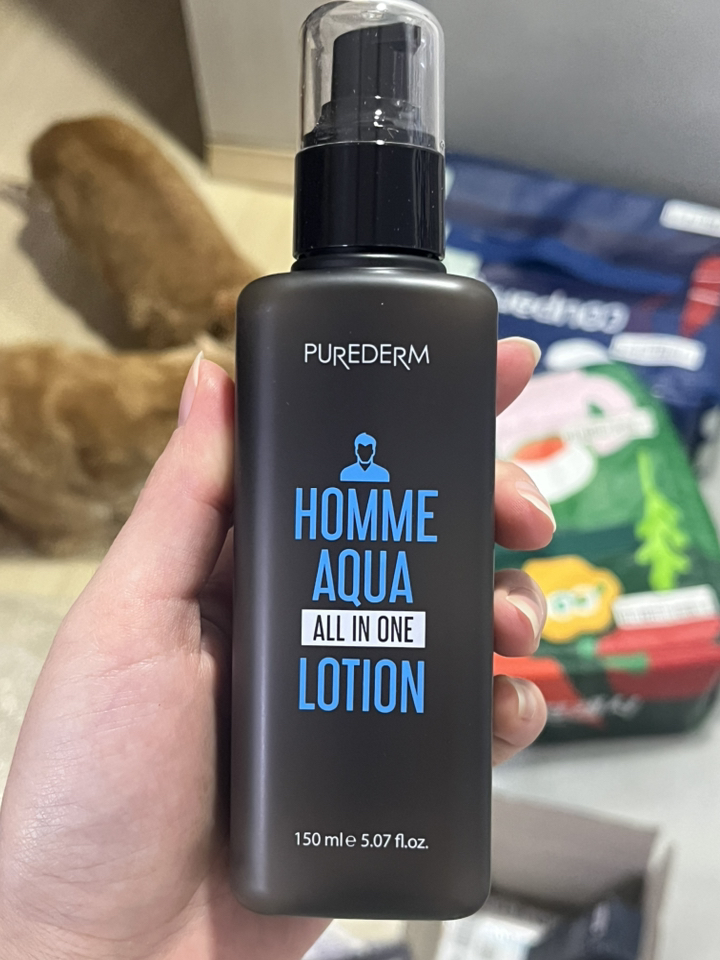 PUREDERM
HOMME
AQUA
ALL IN ONE
LOTION
150 ml℮ 5.07 fl.oz.